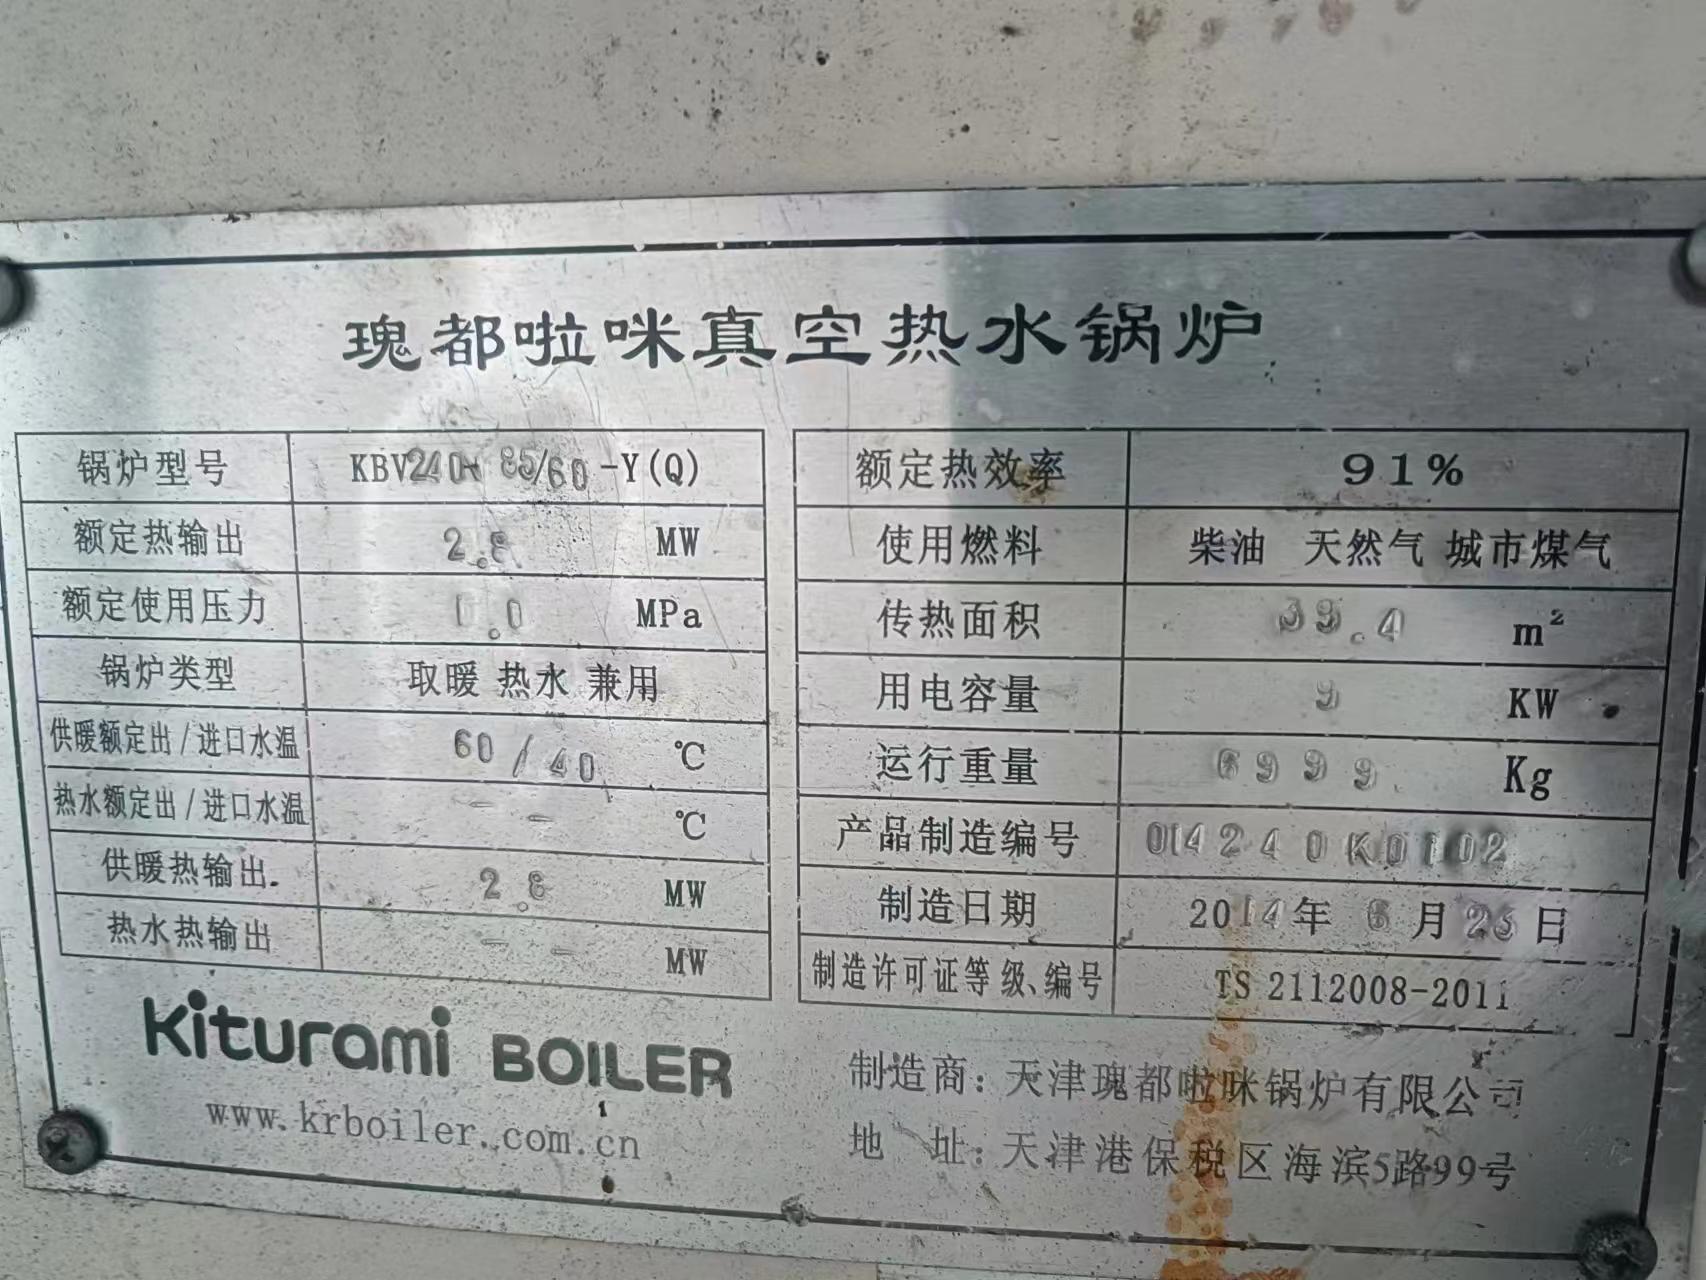 瑰都啦咪真空热水锅炉
锅炉型号 KBV240- 85/60-Y(Q)
额定热输出 2.8 MW
额定使用压力 0.0 MPa
锅炉类型 取暖 热水 兼用
供暖额定出/进口水温 60/40 ℃
热水额定出/进口水温 - - ℃
供暖热输出 2.8 MW
热水热输出 - - MW
额定热效率 91%
使用燃料 柴油 天然气 城市煤气
传热面积 39.4 m²
用电容量 9 KW
运行重量 6999 Kg
产品制造编号 014240K0102
制造日期 2014年 6月23日
制造许可证等级、编号 TS 2112008-2011
Kiturami BOILER
www.krboiler.com.cn
制造商：天津瑰都啦咪锅炉有限公司
地 址：天津港保税区海滨5路99号